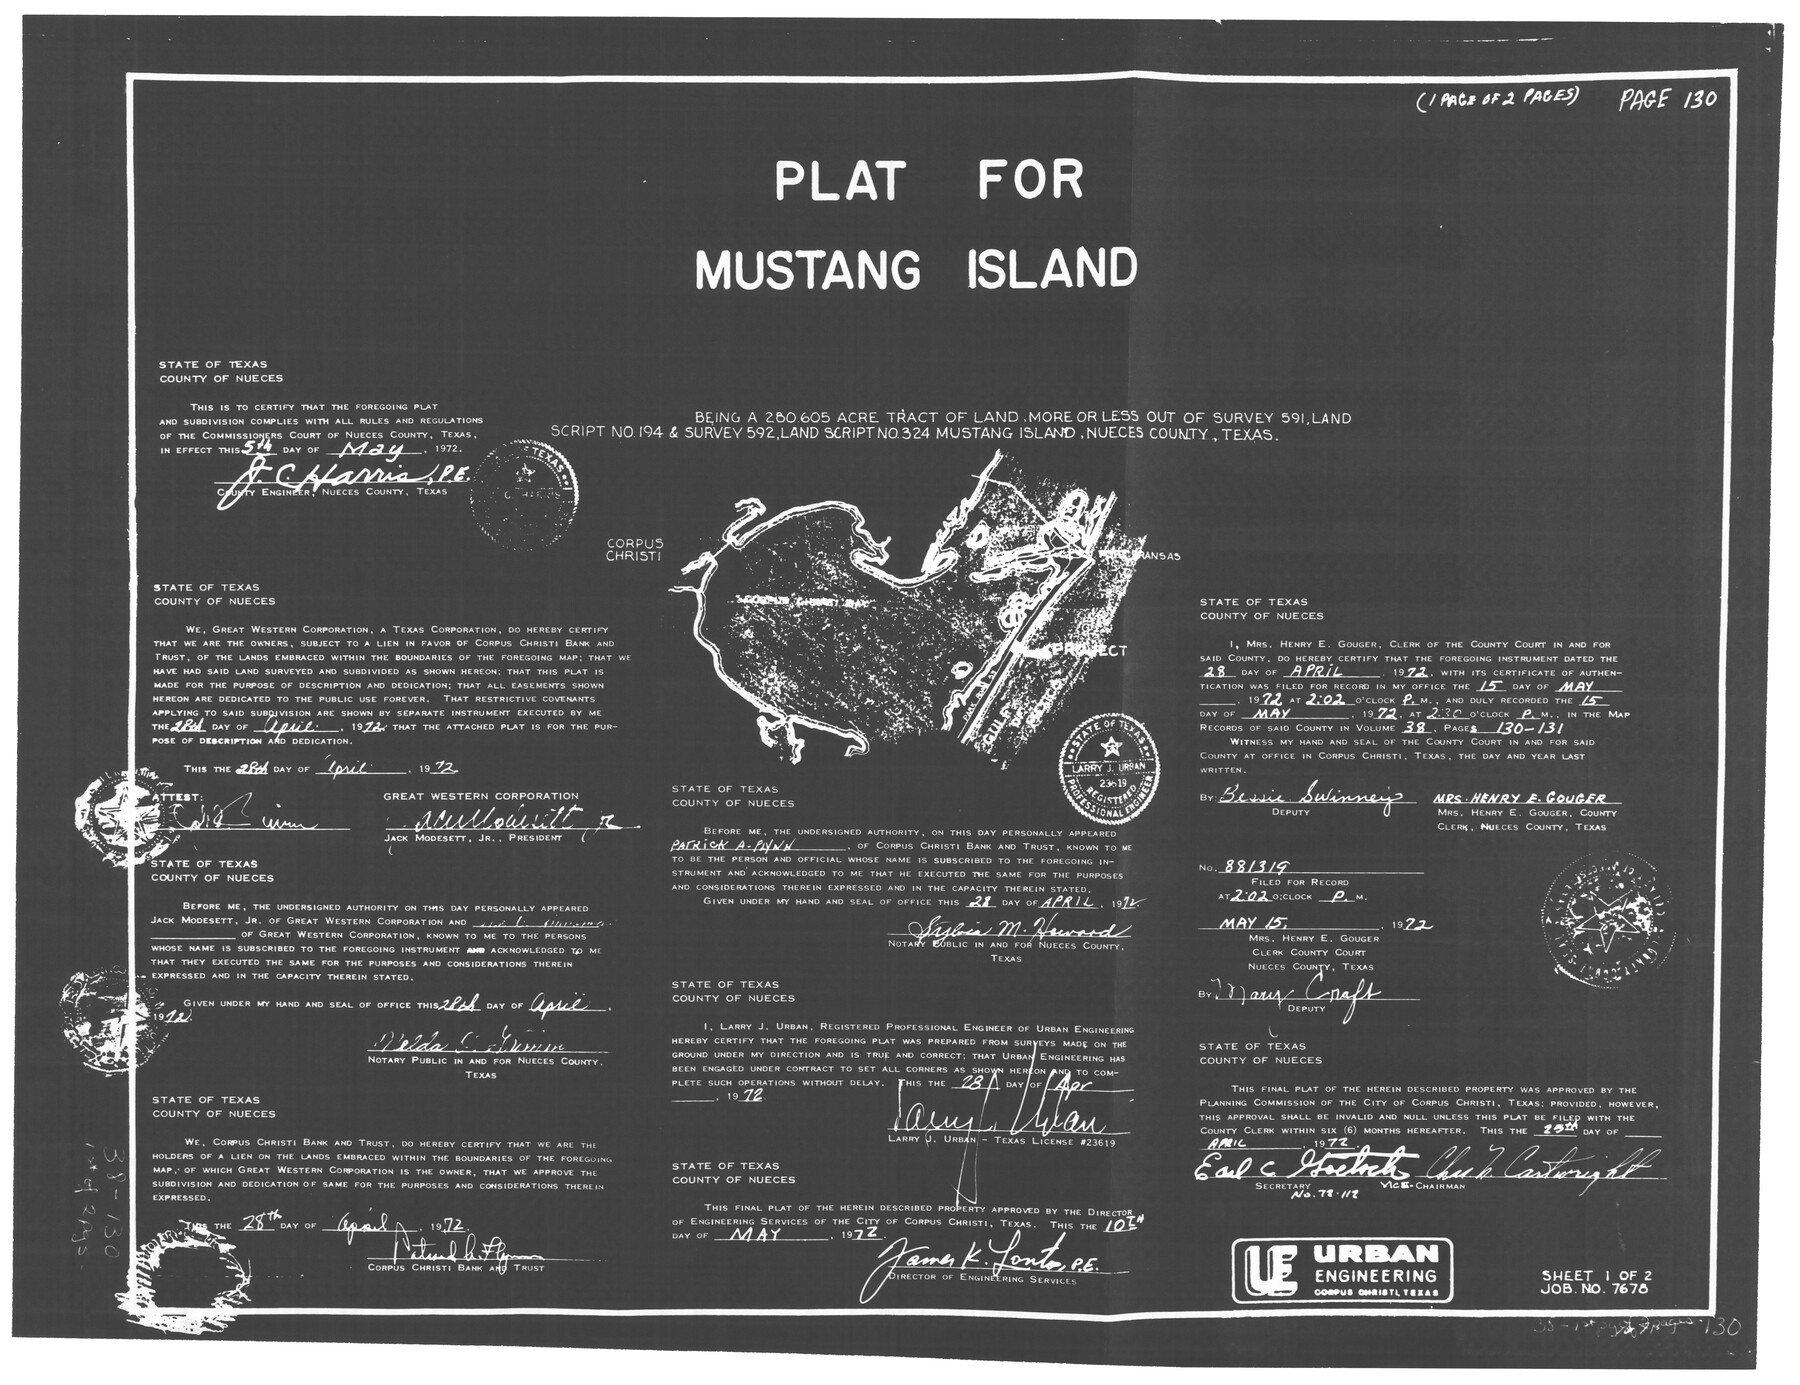 (1 PAGE OF 2 PAGES) PAGE 130
PLAT FOR
MUSTANG ISLAND
BEING A 280.605 ACRE TRACT OF LAND, MORE OR LESS OUT OF SURVEY 591, LAND
SCRIPT NO. 194 & SURVEY 592, LAND SCRIPT NO. 324 MUSTANG ISLAND, NUECES COUNTY, TEXAS.
STATE OF TEXAS
COUNTY OF NUECES
THIS IS TO CERTIFY THAT THE FOREGOING PLAT
AND SUBDIVISION COMPLIES WITH ALL RULES AND REGULATIONS
OF THE COMMISSIONERS COURT OF NUECES COUNTY, TEXAS,
IN EFFECT THIS 5th DAY OF May, 1972.
J. C. Harris, P.E.
COUNTY ENGINEER, NUECES COUNTY, TEXAS
STATE OF TEXAS
COUNTY OF NUECES
WE, GREAT WESTERN CORPORATION, A TEXAS CORPORATION, DO HEREBY CERTIFY
THAT WE ARE THE OWNERS, SUBJECT TO A LIEN IN FAVOR OF CORPUS CHRISTI BANK AND
TRUST, OF THE LANDS EMBRACED WITHIN THE BOUNDARIES OF THE FOREGOING MAP; THAT WE
HAVE HAD SAID LAND SURVEYED AND SUBDIVIDED AS SHOWN HEREON; THAT THIS PLAT IS
MADE FOR THE PURPOSE OF DESCRIPTION AND DEDICATION; THAT ALL EASEMENTS SHOWN
HEREON ARE DEDICATED TO THE PUBLIC USE FOREVER. THAT RESTRICTIVE COVENANTS
APPLYING TO SAID SUBDIVISION ARE SHOWN BY SEPARATE INSTRUMENT EXECUTED BY ME
THE 28th DAY OF April, 1972 THAT THE ATTACHED PLAT IS FOR THE PUR-
POSE OF DESCRIPTION AND DEDICATION.
THIS THE 28th DAY OF April, 1972
ATTEST:
GREAT WESTERN CORPORATION
JACK MODESETT, JR., PRESIDENT
STATE OF TEXAS
COUNTY OF NUECES
BEFORE ME, THE UNDERSIGNED AUTHORITY ON THIS DAY PERSONALLY APPEARED
JACK MODESETT, JR. OF GREAT WESTERN CORPORATION AND
OF GREAT WESTERN CORPORATION, KNOWN TO ME TO THE PERSONS
WHOSE NAME IS SUBSCRIBED TO THE FOREGOING INSTRUMENT AND ACKNOWLEDGED TO ME
THAT THEY EXECUTED THE SAME FOR THE PURPOSES AND CONSIDERATIONS THEREIN
EXPRESSED AND IN THE CAPACITY THEREIN STATED.
GIVEN UNDER MY HAND AND SEAL OF OFFICE THIS 28th DAY OF April,
1972.
NOTARY PUBLIC IN AND FOR NUECES COUNTY.
TEXAS
STATE OF TEXAS
COUNTY OF NUECES
WE, CORPUS CHRISTI BANK AND TRUST, DO HEREBY CERTIFY THAT WE ARE THE
HOLDERS OF A LIEN ON THE LANDS EMBRACED WITHIN THE BOUNDARIES OF THE FOREGOING
MAP, OF WHICH GREAT WESTERN CORPORATION IS THE OWNER, THAT WE APPROVE THE
SUBDIVISION AND DEDICATION OF SAME FOR THE PURPOSES AND CONSIDERATIONS THEREIN
EXPRESSED.
THIS THE 28th DAY OF April, 1972.
Patrick A. Flynn
CORPUS CHRISTI BANK AND TRUST
CORPUS
CHRISTI
CORPUS CHRISTI BAY
PROJECT
LARRY J. URBAN
23619
STATE OF TEXAS
REGISTERED
PROFESSIONAL ENGINEER
STATE OF TEXAS
COUNTY OF NUECES
BEFORE ME, THE UNDERSIGNED AUTHORITY, ON THIS DAY PERSONALLY APPEARED
PATRICK A. FLYNN, OF CORPUS CHRISTI BANK AND TRUST, KNOWN TO ME
TO BE THE PERSON AND OFFICIAL WHOSE NAME IS SUBSCRIBED TO THE FOREGOING IN-
STRUMENT AND ACKNOWLEDGED TO ME THAT HE EXECUTED THE SAME FOR THE PURPOSES
AND CONSIDERATIONS THEREIN EXPRESSED AND IN THE CAPACITY THEREIN STATED.
GIVEN UNDER MY HAND AND SEAL OF OFFICE THIS 28 DAY OF APRIL, 1972.
Sylvia M. Howard
NOTARY PUBLIC IN AND FOR NUECES COUNTY,
TEXAS
STATE OF TEXAS
COUNTY OF NUECES
I, LARRY J. URBAN, REGISTERED PROFESSIONAL ENGINEER OF URBAN ENGINEERING
HEREBY CERTIFY THAT THE FOREGOING PLAT WAS PREPARED FROM SURVEYS MADE ON THE
GROUND UNDER MY DIRECTION AND IS TRUE AND CORRECT; THAT URBAN ENGINEERING HAS
BEEN ENGAGED UNDER CONTRACT TO SET ALL CORNERS AS SHOWN HEREON AND TO COM-
PLETE SUCH OPERATIONS WITHOUT DELAY. THIS THE 28 DAY OF Apr
, 1972.
Larry J. Urban
LARRY J. URBAN - TEXAS LICENSE #23619
STATE OF TEXAS
COUNTY OF NUECES
THIS FINAL PLAT OF THE HEREIN DESCRIBED PROPERTY APPROVED BY THE DIRECTOR
OF ENGINEERING SERVICES OF THE CITY OF CORPUS CHRISTI, TEXAS. THIS THE 10TH
DAY OF MAY, 1972.
James K. Lontos, P.E.
DIRECTOR OF ENGINEERING SERVICES
STATE OF TEXAS
COUNTY OF NUECES
I, MRS. HENRY E. GOUGER, CLERK OF THE COUNTY COURT IN AND FOR
SAID COUNTY, DO HEREBY CERTIFY THAT THE FOREGOING INSTRUMENT DATED THE
28 DAY OF APRIL, 1972, WITH ITS CERTIFICATE OF AUTHEN-
TICATION WAS FILED FOR RECORD IN MY OFFICE THE 15 DAY OF MAY
, 1972 AT 2:02 O'CLOCK P. M., AND DULY RECORDED THE 15
DAY OF MAY, 1972, AT 2:30 O'CLOCK P. M., IN THE MAP
RECORDS OF SAID COUNTY IN VOLUME 38, PAGES 130-131
WITNESS MY HAND AND SEAL OF THE COUNTY COURT IN AND FOR SAID
COUNTY AT OFFICE IN CORPUS CHRISTI, TEXAS, THE DAY AND YEAR LAST
WRITTEN.
BY: Bessie Swinney MRS. HENRY E. GOUGER
DEPUTY MRS. HENRY E. GOUGER, COUNTY
CLERK, NUECES COUNTY, TEXAS
NO. 881319
FILED FOR RECORD
AT 2:02 O:CLOCK P. M.
MAY 15, 1972
MRS. HENRY E. GOUGER
CLERK COUNTY COURT
NUECES COUNTY, TEXAS
BY Mary Craft
DEPUTY
STATE OF TEXAS
COUNTY OF NUECES
THIS FINAL PLAT OF THE HEREIN DESCRIBED PROPERTY WAS APPROVED BY THE
PLANNING COMMISSION OF THE CITY OF CORPUS CHRISTI, TEXAS; PROVIDED, HOWEVER,
THIS APPROVAL SHALL BE INVALID AND NULL UNLESS THIS PLAT BE FILED WITH THE
COUNTY CLERK WITHIN SIX (6) MONTHS HEREAFTER. THIS THE 25th DAY OF
APRIL, 1972.
SECRETARY VICE-CHAIRMAN
No. 72-112
UE URBAN
ENGINEERING
CORPUS CHRISTI, TEXAS
SHEET 1 OF 2
JOB. NO. 7678
38-130
130